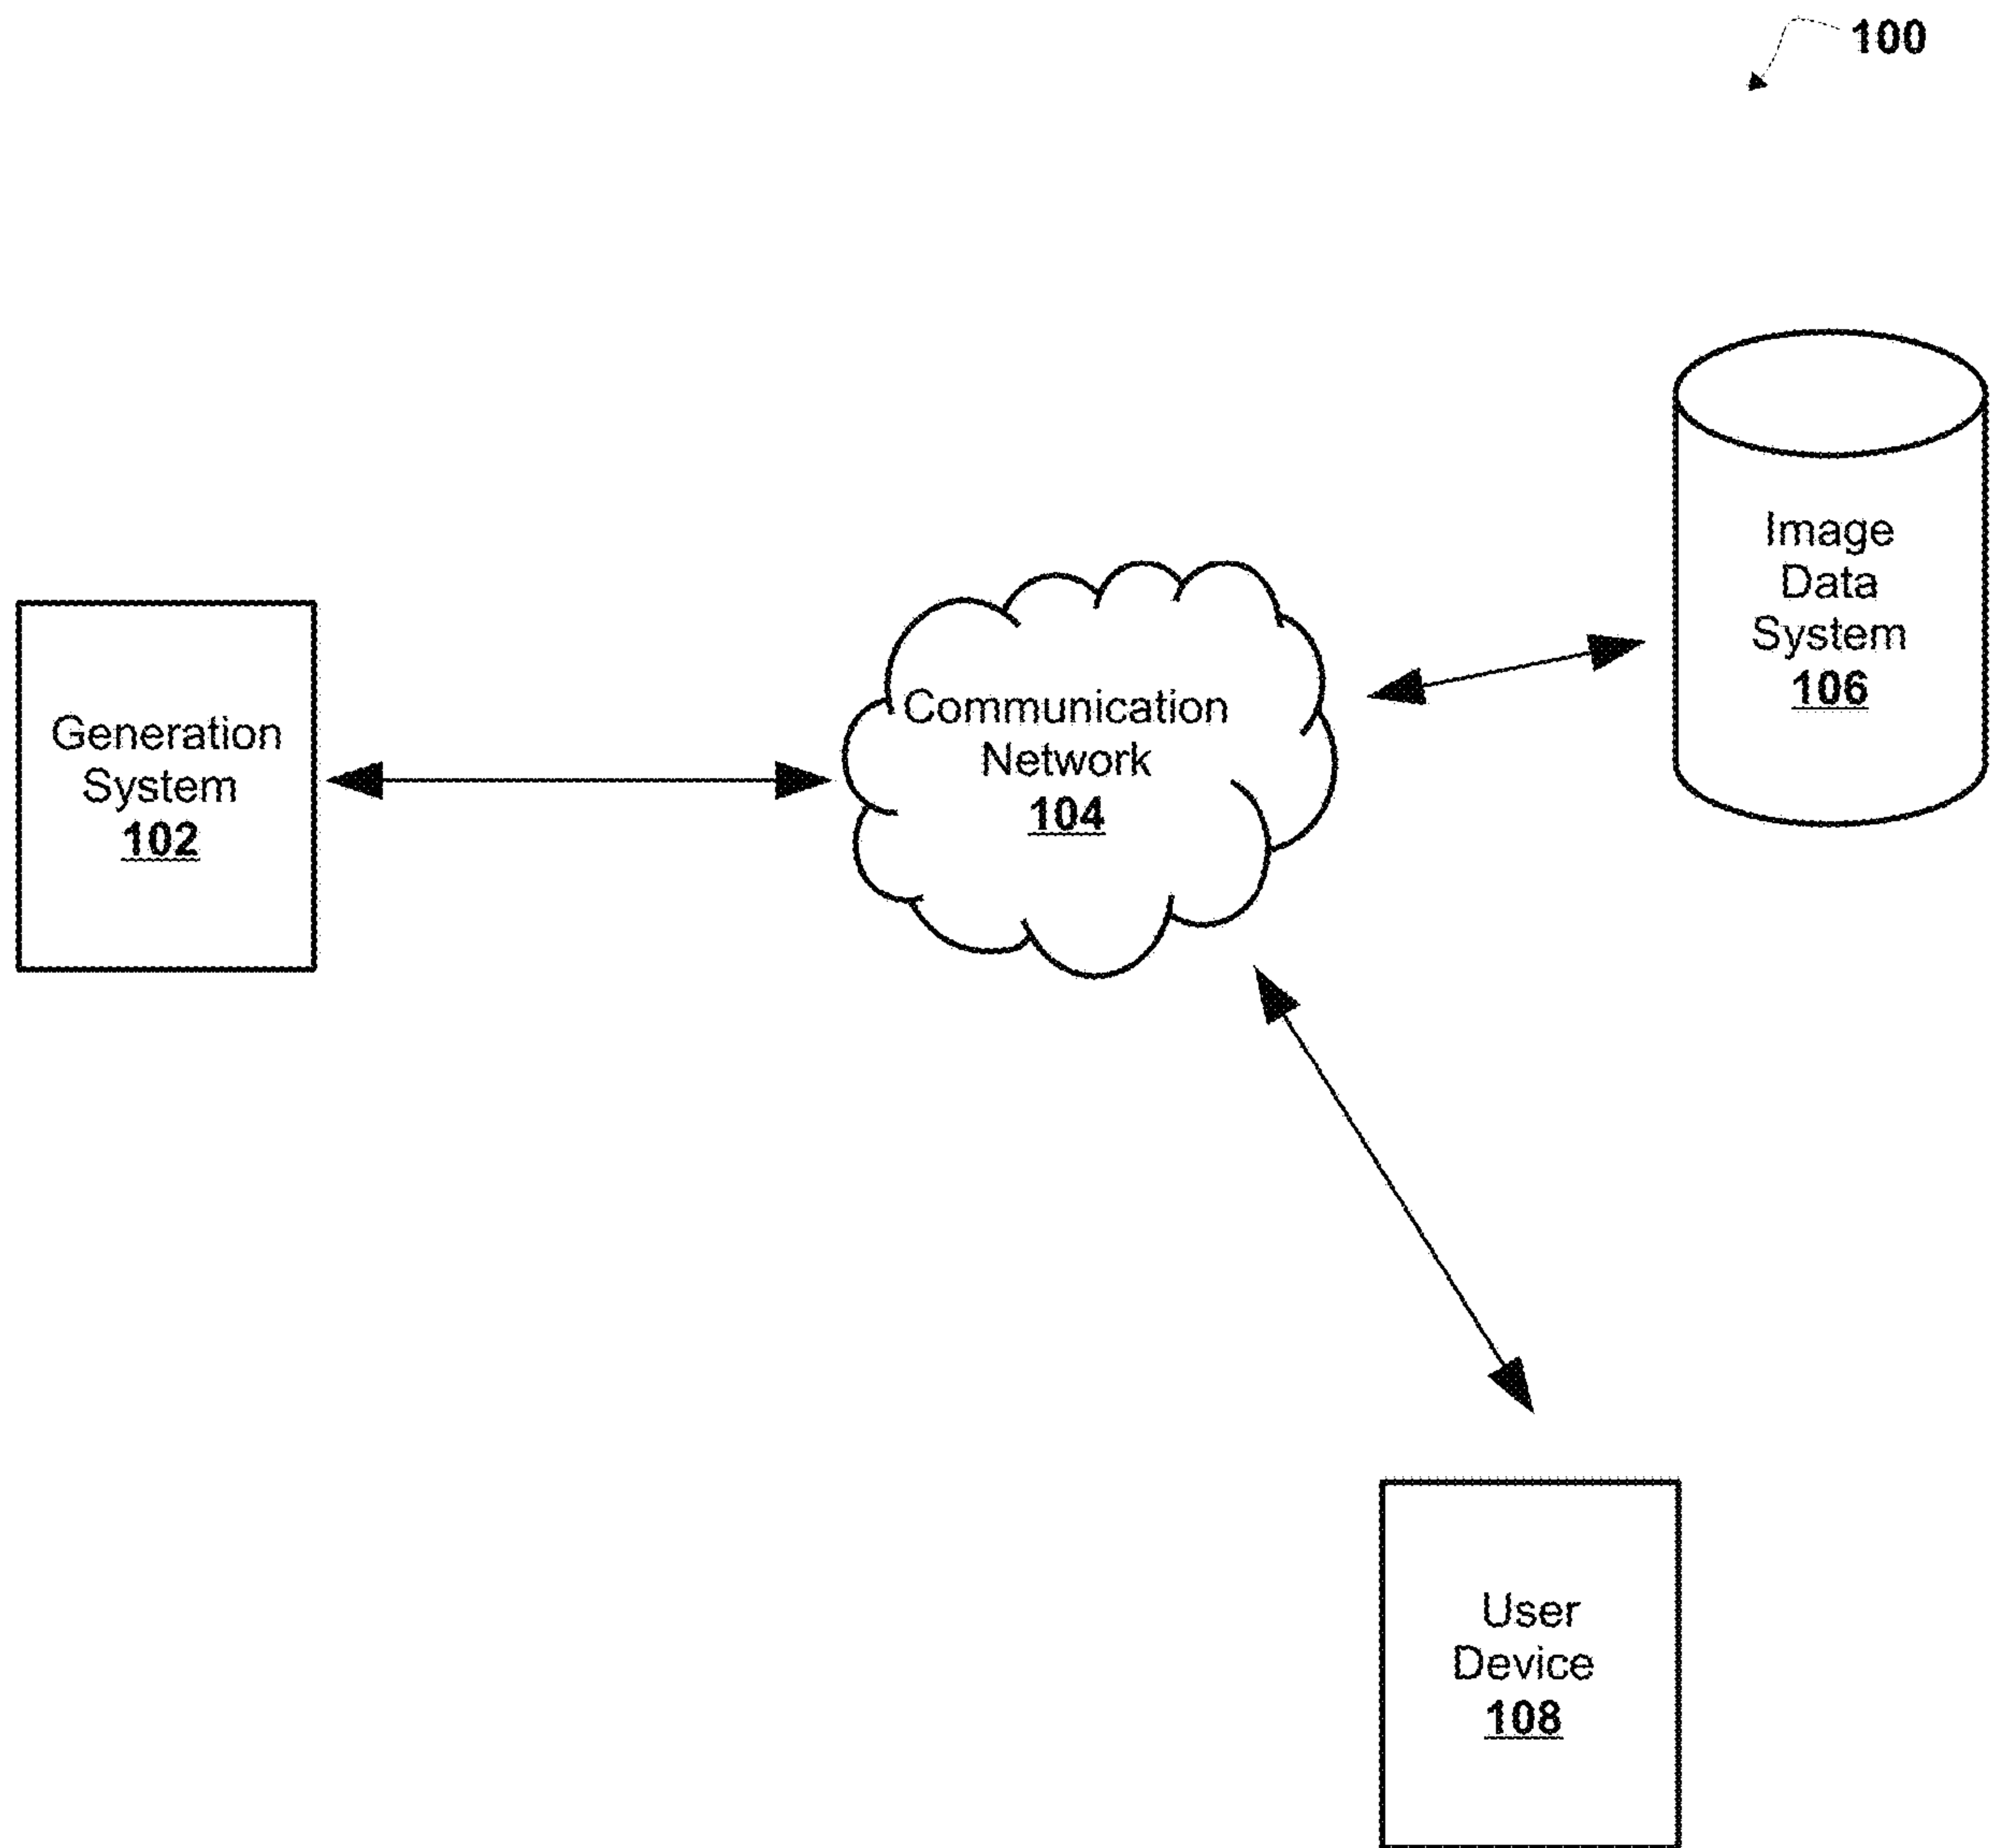 100
Image
Data
System
106
Generation
System
102
Communication
Network
104
User
Device
108